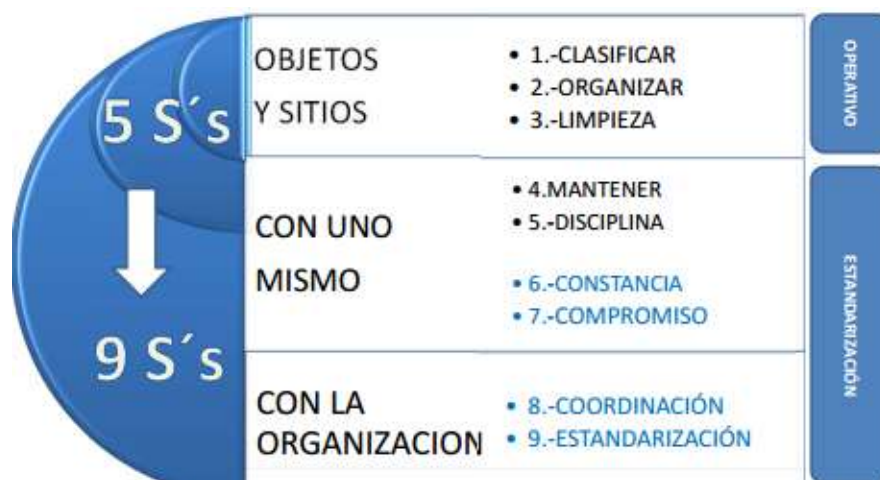 5 S´s
9 S´s
OBJETOS
Y SITIOS
• 1.-CLASIFICAR
• 2.-ORGANIZAR
• 3.-LIMPIEZA
OPERATIVO
CON UNO
MISMO
• 4.MANTENER
• 5.-DISCIPLINA
• 6.-CONSTANCIA
• 7.-COMPROMISO
CON LA
ORGANIZACION
• 8.-COORDINACIÓN
• 9.-ESTANDARIZACIÓN
ESTANDARIZACIÓN